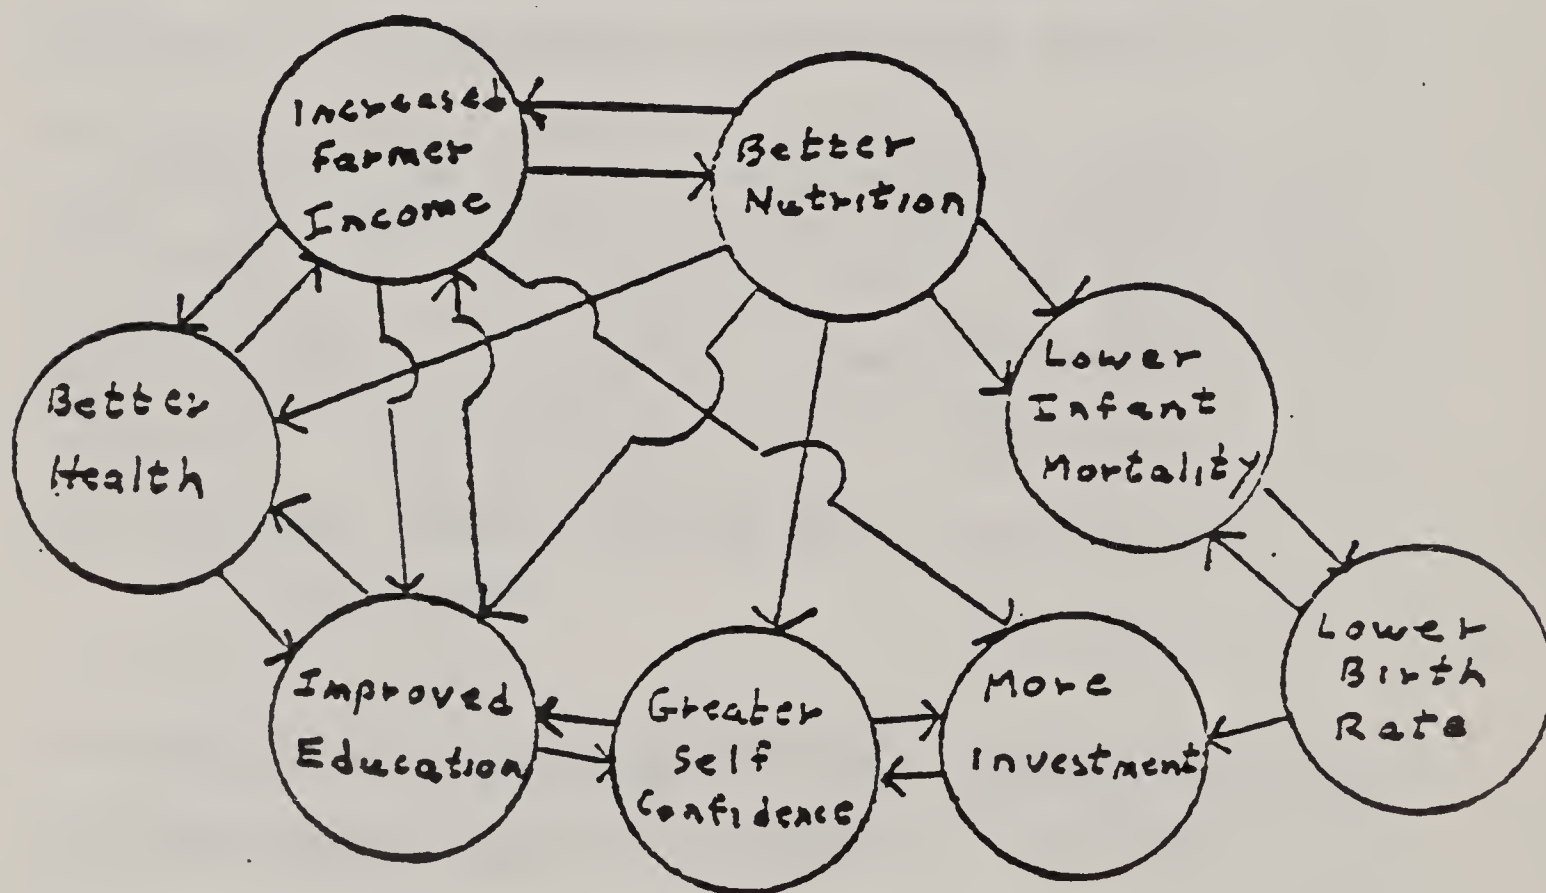 Increased
Farmer
Income
Better
Nutrition
Better
Health
Lower
Infant
Mortality
Lower
Birth
Rate
Improved
Education
Greater
Self
Confidence
More
Investment